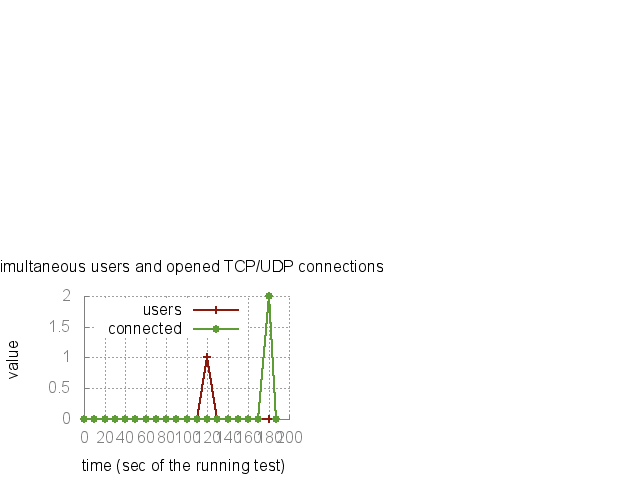 imultaneous users and opened TCP/UDP connections
2
users
connected
1.5
value
1
0.5
0
0 20 40 60 80 100 120 140 160 180 200
time (sec of the running test)